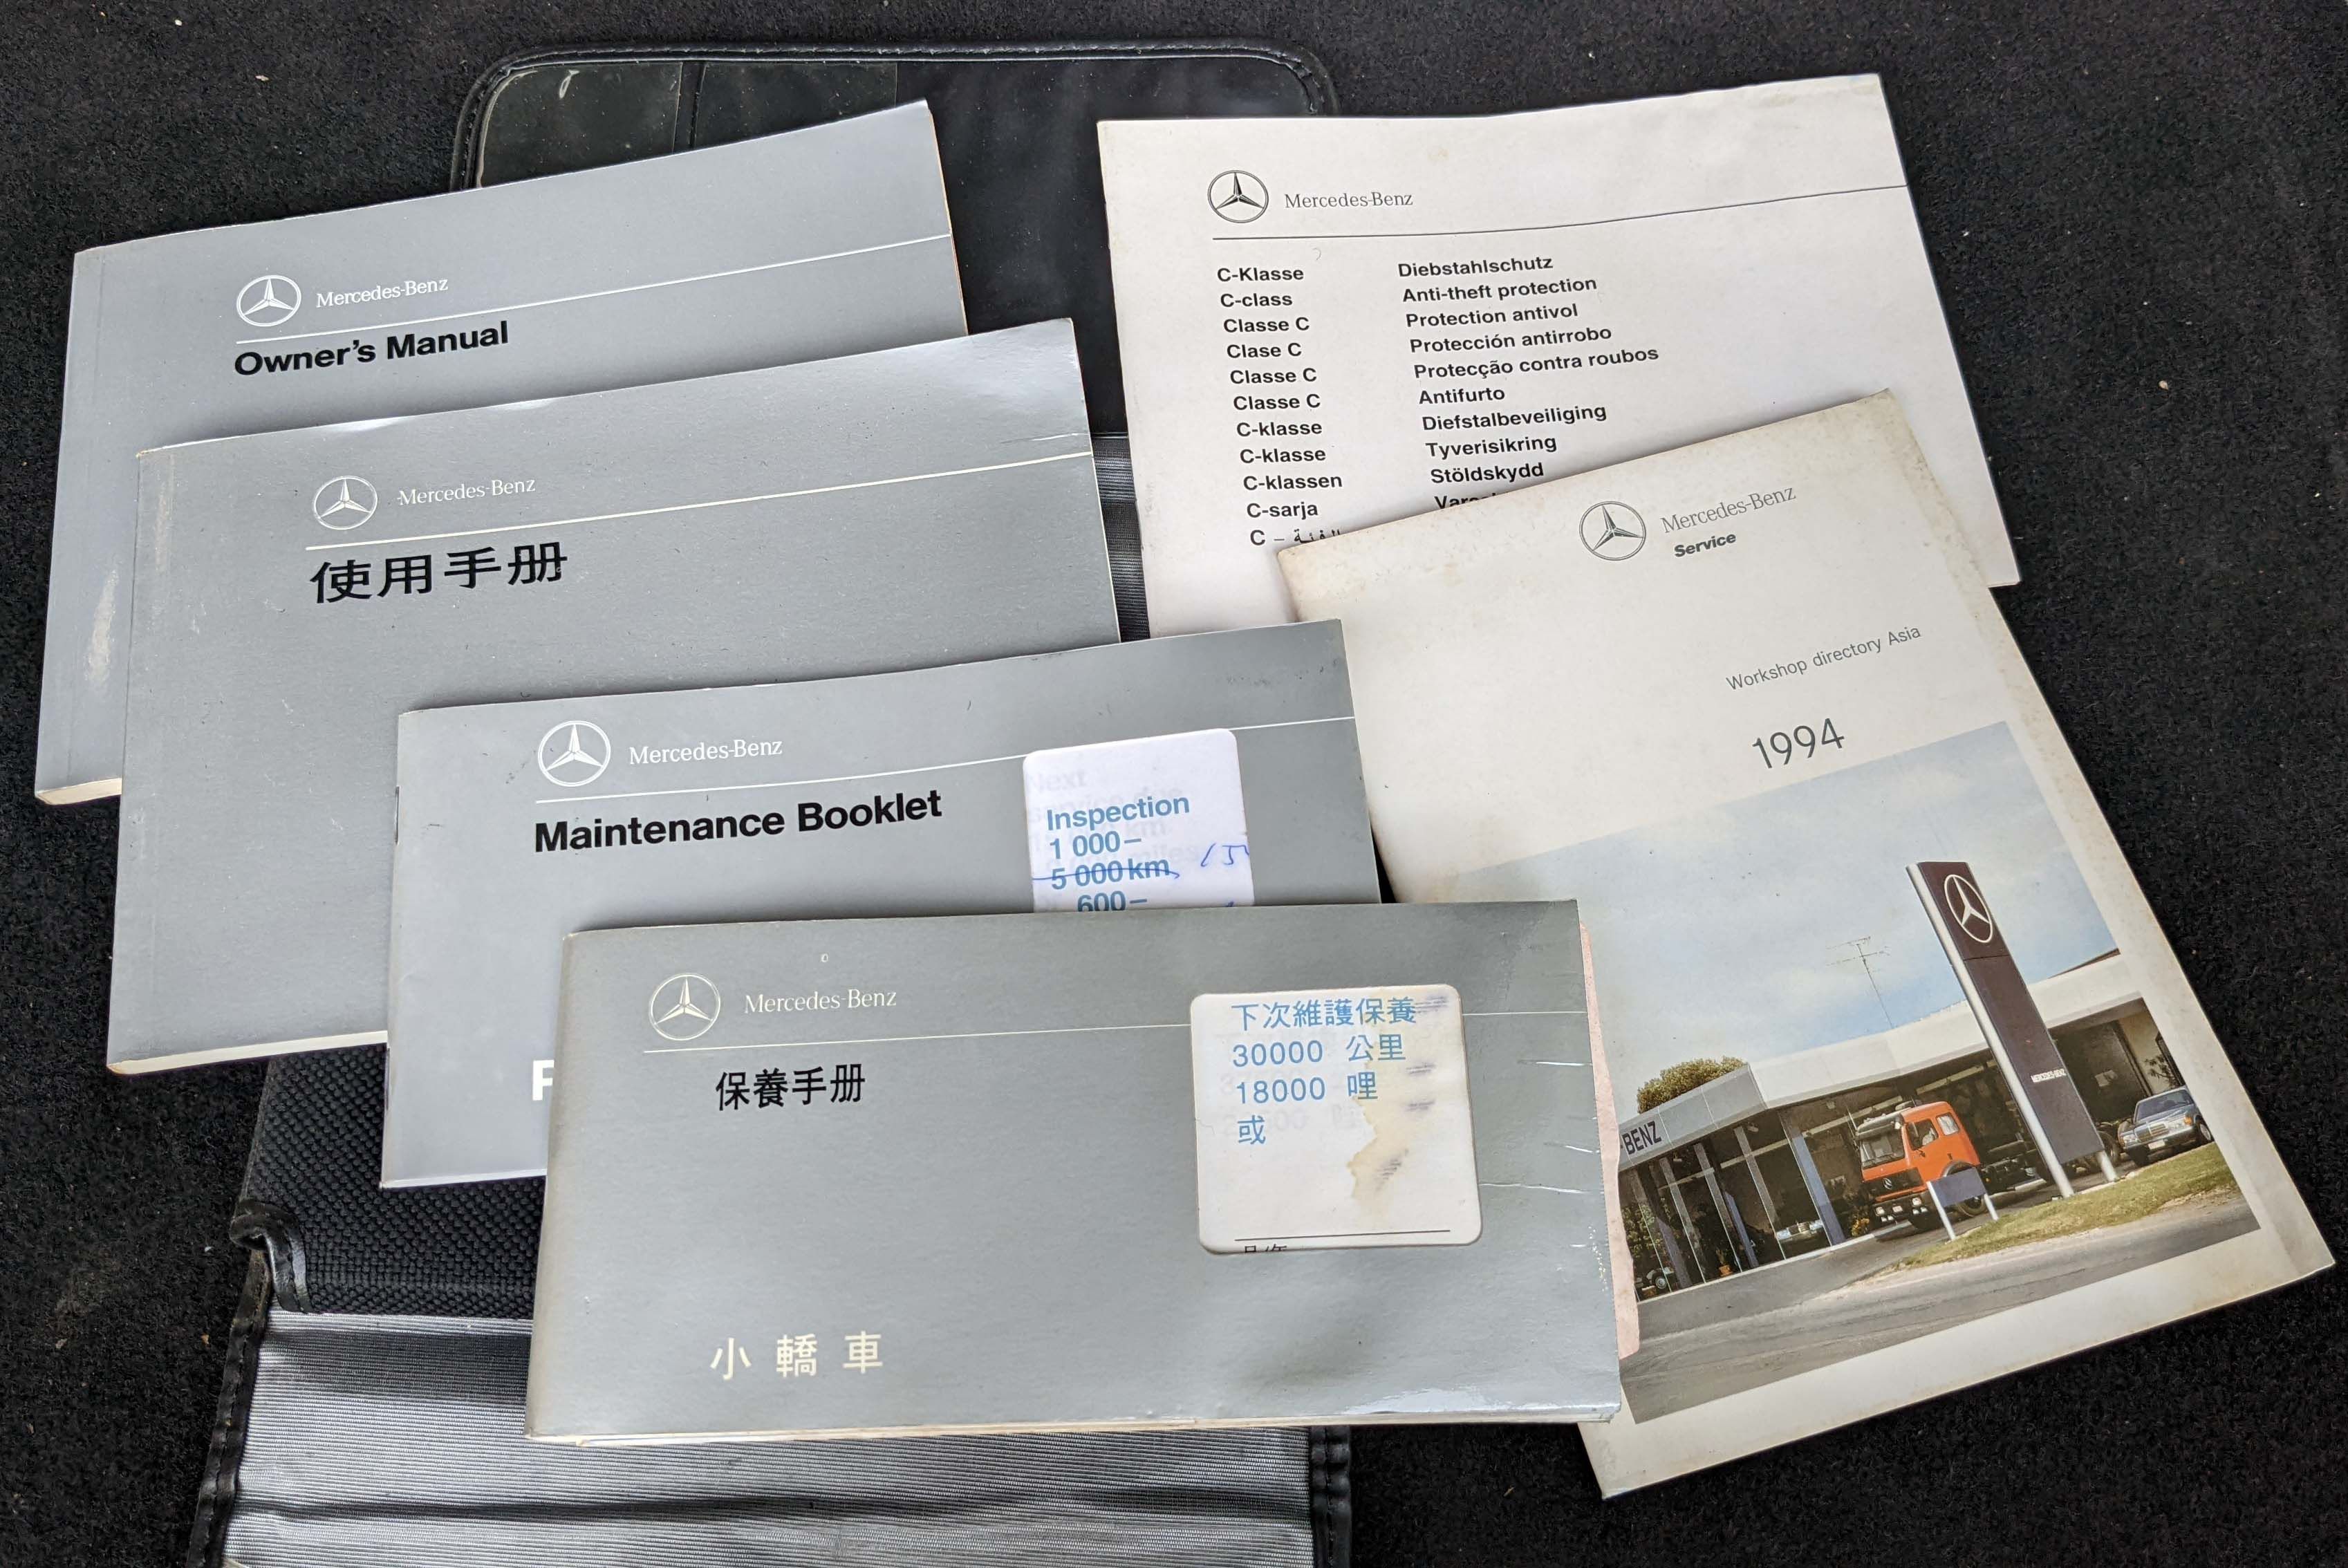 Mercedes-Benz
Owner's Manual
Mercedes-Benz
使用手册
Mercedes-Benz
Maintenance Booklet
Inspection
1 000–
5 000 km,
600–
Mercedes-Benz
保養手册
下次維護保養
30000 公里
18000 哩
或
小轎車
Mercedes-Benz
C-Klasse Diebstahlschutz
C-class Anti-theft protection
Classe C Protection antivol
Clase C Protección antirrobo
Classe C Protecção contra roubos
Classe C Antifurto
C-klasse Diefstalbeveiliging
C-klasse Tyverisikring
C-klassen Stöldskydd
C-sarja
C – الفئة
Mercedes-Benz
Service
Workshop directory Asia
1994
BENZ
MERCEDES-BENZ